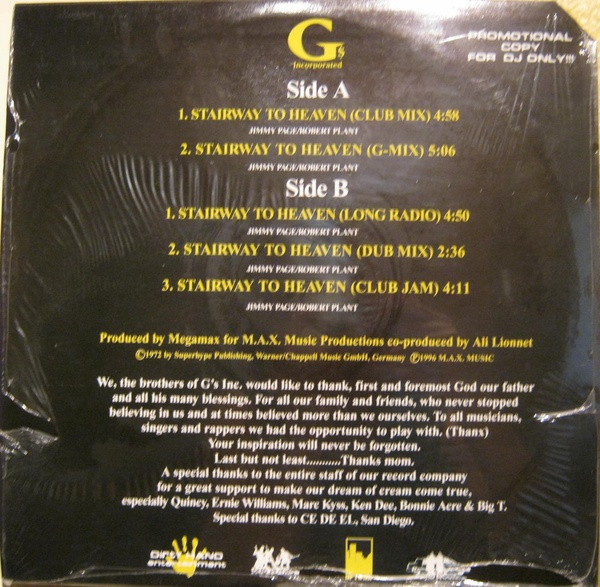 G's
Incorporated
PROMOTIONAL
COPY
FOR DJ ONLY!!!
Side A
1. STAIRWAY TO HEAVEN (CLUB MIX) 4:58
JIMMY PAGE/ROBERT PLANT
2. STAIRWAY TO HEAVEN (G-MIX) 5:06
JIMMY PAGE/ROBERT PLANT
Side B
1. STAIRWAY TO HEAVEN (LONG RADIO) 4:50
JIMMY PAGE/ROBERT PLANT
2. STAIRWAY TO HEAVEN (DUB MIX) 2:36
JIMMY PAGE/ROBERT PLANT
3. STAIRWAY TO HEAVEN (CLUB JAM) 4:11
JIMMY PAGE/ROBERT PLANT
Produced by Megamax for M.A.X. Music Productions co-produced by Ali Lionnet
©1972 by Superhype Publishing, Warner/Chappell Music GmbH, Germany ℗1996 M.A.X. MUSIC
We, the brothers of G's Inc. would like to thank, first and foremost God our father
and all his many blessings. For all our family and friends, who never stopped
believing in us and at times believed more than we ourselves. To all musicians,
singers and rappers we had the opportunity to play with. (Thanx)
Your inspiration will never be forgotten.
Last but not least...........Thanks mom.
A special thanks to the entire staff of our record company
for a great support to make our dream of cream come true,
especially Quincy, Ernie Williams, Marc Kyss, Ken Dee, Bonnie Acre & Big T.
Special thanks to CE DE EL, San Diego.
DIRTY HAND
entertainment